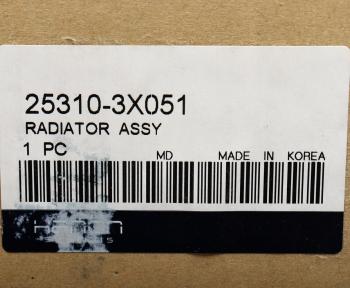 25310-3X051
RADIATOR ASSY
1 PC
MD MADE IN KOREA